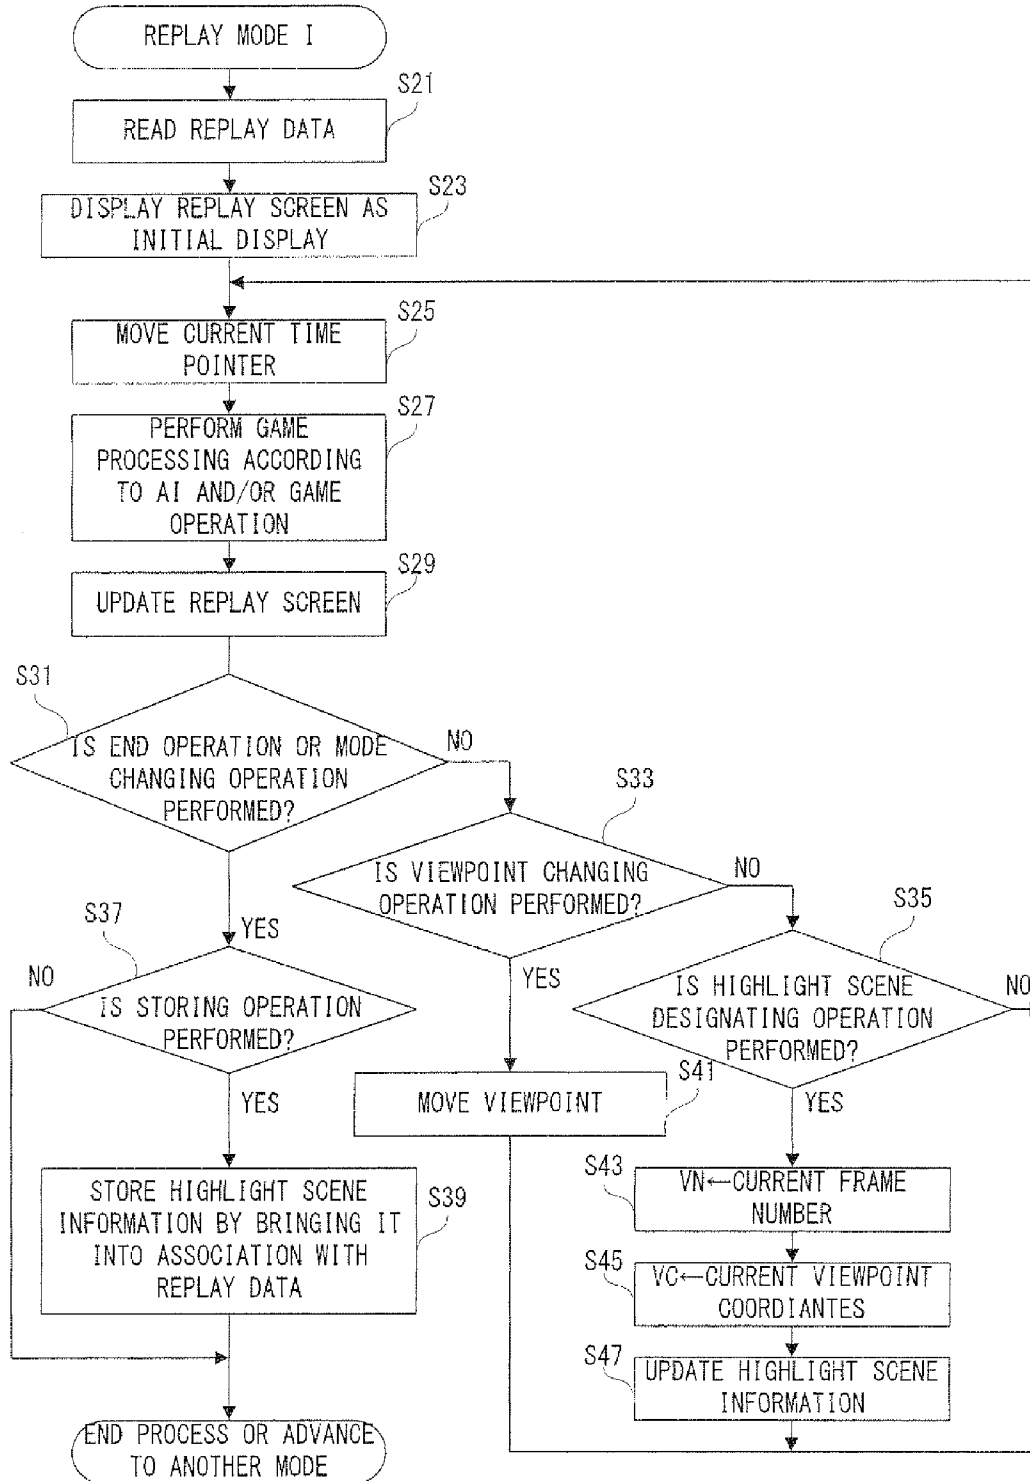 REPLAY MODE I
S21
READ REPLAY DATA
S23
DISPLAY REPLAY SCREEN AS
INITIAL DISPLAY
S25
MOVE CURRENT TIME
POINTER
S27
PERFORM GAME
PROCESSING ACCORDING
TO AI AND/OR GAME
OPERATION
S29
UPDATE REPLAY SCREEN
S31
IS END OPERATION OR MODE
CHANGING OPERATION
PERFORMED?
NO
YES
S33
IS VIEWPOINT CHANGING
OPERATION PERFORMED?
NO
YES
S35
IS HIGHLIGHT SCENE
DESIGNATING OPERATION
PERFORMED?
NO
YES
S37
NO
IS STORING OPERATION
PERFORMED?
YES
S41
MOVE VIEWPOINT
S39
STORE HIGHLIGHT SCENE
INFORMATION BY BRINGING IT
INTO ASSOCIATION WITH
REPLAY DATA
S43
VN←CURRENT FRAME
NUMBER
S45
VC←CURRENT VIEWPOINT
COORDIANTES
S47
UPDATE HIGHLIGHT SCENE
INFORMATION
END PROCESS OR ADVANCE
TO ANOTHER MODE